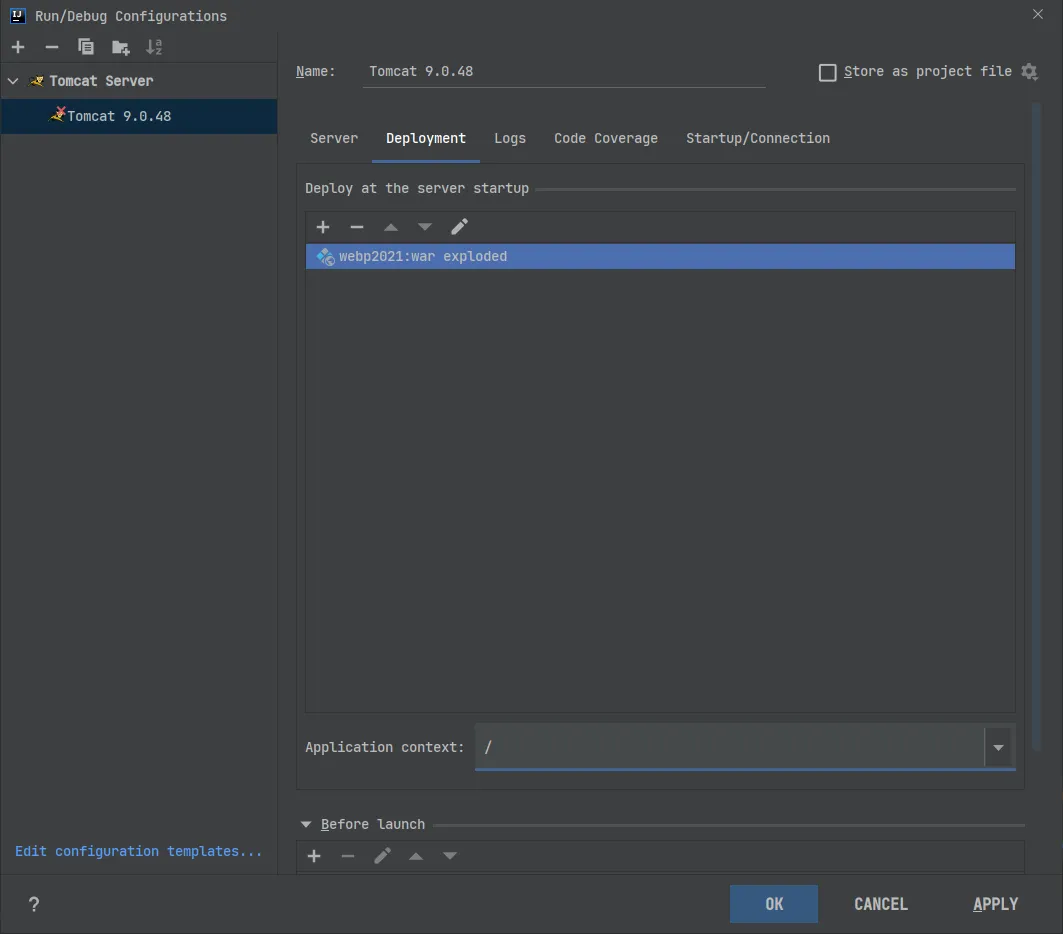 Run/Debug Configurations
Name: Tomcat 9.0.48
Store as project file
Tomcat Server
Tomcat 9.0.48
Server Deployment Logs Code Coverage Startup/Connection
Deploy at the server startup
webp2021:war exploded
Application context: /
Before launch
Edit configuration templates...
? OK CANCEL APPLY